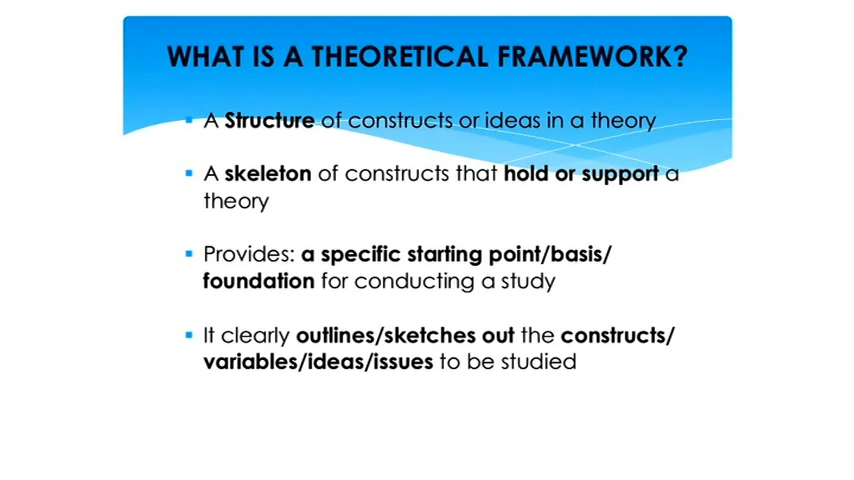 WHAT IS A THEORETICAL FRAMEWORK?
▪ A Structure of constructs or ideas in a theory
▪ A skeleton of constructs that hold or support a
theory
▪ Provides: a specific starting point/basis/
foundation for conducting a study
▪ It clearly outlines/sketches out the constructs/
variables/ideas/issues to be studied